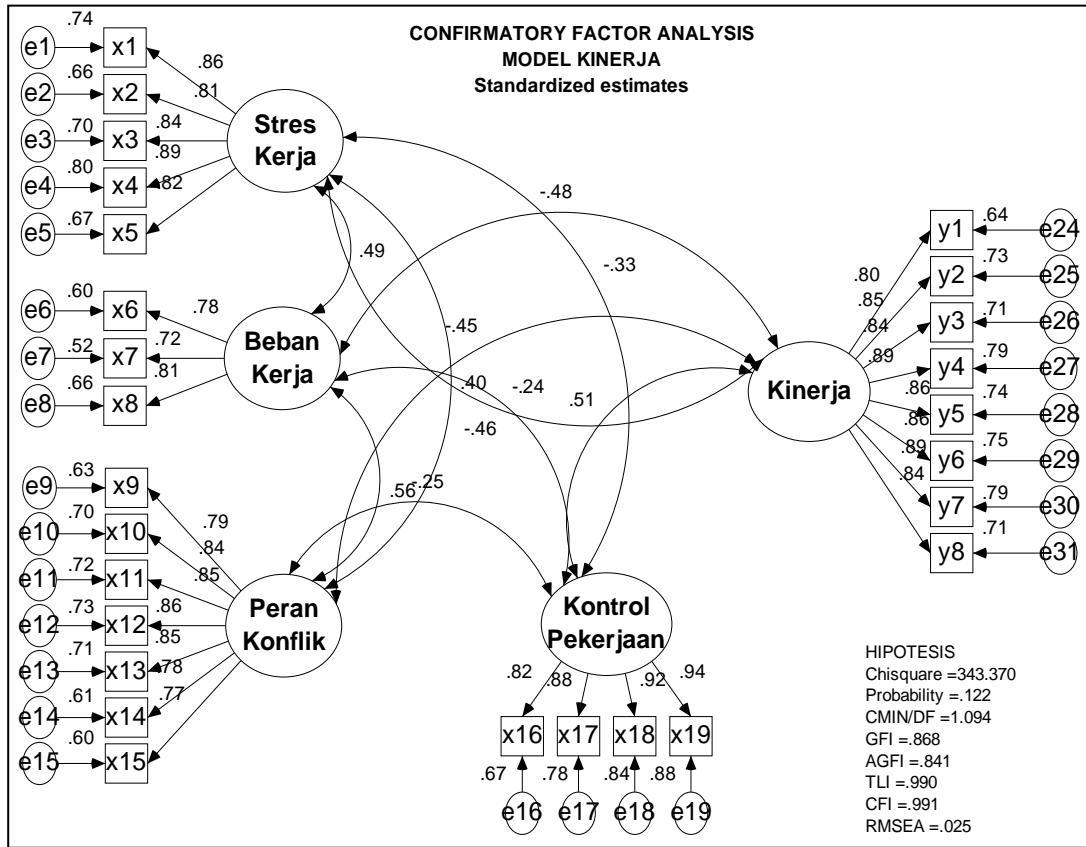 CONFIRMATORY FACTOR ANALYSIS
MODEL KINERJA
Standardized estimates
Stres
Kerja
e1
.74
x1
.86
e2
.66
x2
.81
e3
.70
x3
.84
e4
.80
x4
.89
e5
.67
x5
.82
Beban
Kerja
e6
.60
x6
.78
e7
.52
x7
.72
e8
.66
x8
.81
Peran
Konflik
e9
.63
x9
.79
e10
.70
x10
.84
e11
.72
x11
.85
e12
.73
x12
.86
e13
.71
x13
.85
e14
.61
x14
.78
e15
.60
x15
.77
.49
-.48
-.33
-.45
.40
-.24
.51
-.46
.56
-.25
Kontrol
Pekerjaan
.82
.88
.92
.94
x16
x17
x18
x19
.67
.78
.84
.88
e16
e17
e18
e19
Kinerja
.80
y1
.64
e24
.85
y2
.73
e25
.84
y3
.71
e26
.89
y4
.79
e27
.86
y5
.74
e28
.86
y6
.75
e29
.89
y7
.79
e30
.84
y8
.71
e31
HIPOTESIS
Chisquare =343.370
Probability =.122
CMIN/DF =1.094
GFI =.868
AGFI =.841
TLI =.990
CFI =.991
RMSEA =.025